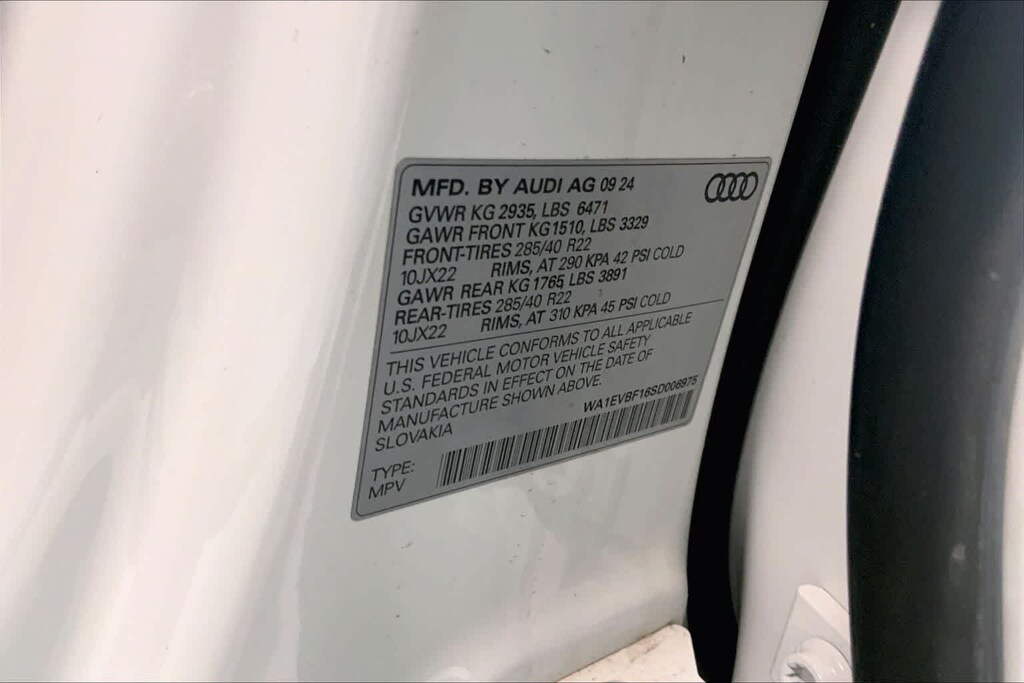 MFD. BY AUDI AG 09 24
GVWR KG 2935, LBS 6471
GAWR FRONT KG1510, LBS 3329
FRONT-TIRES 285/40 R22
10JX22 RIMS, AT 290 KPA 42 PSI COLD
GAWR REAR KG 1765 LBS 3891
REAR-TIRES 285/40 R22
10JX22 RIMS, AT 310 KPA 45 PSI COLD
THIS VEHICLE CONFORMS TO ALL APPLICABLE
U.S. FEDERAL MOTOR VEHICLE SAFETY
STANDARDS IN EFFECT ON THE DATE OF
MANUFACTURE SHOWN ABOVE.
SLOVAKIA
WA1EVBF16SD006975
TYPE:
MPV